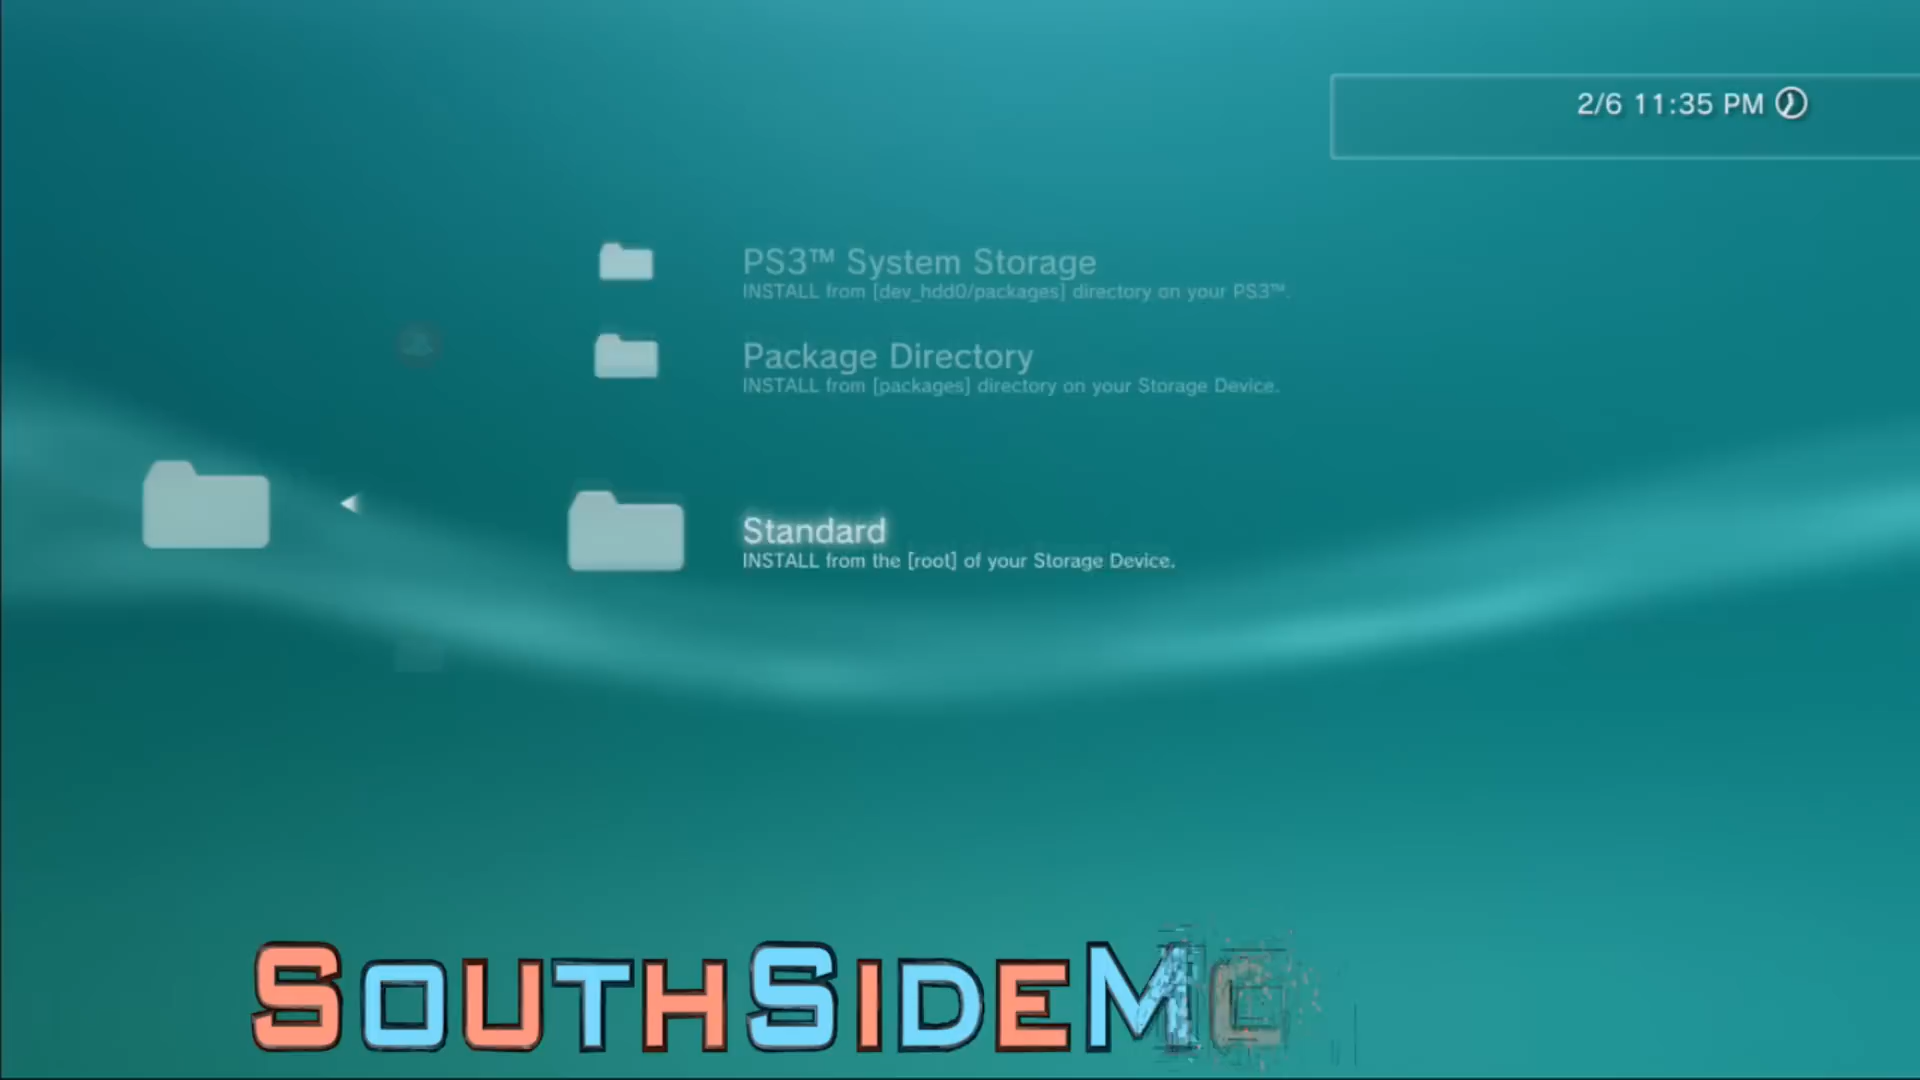 2/6 11:35 PM
PS3™ System Storage
INSTALL from [dev_hdd0/packages] directory on your PS3™.
Package Directory
INSTALL from [packages] directory on your Storage Device.
Standard
INSTALL from the [root] of your Storage Device.
SOUTHSIDEM